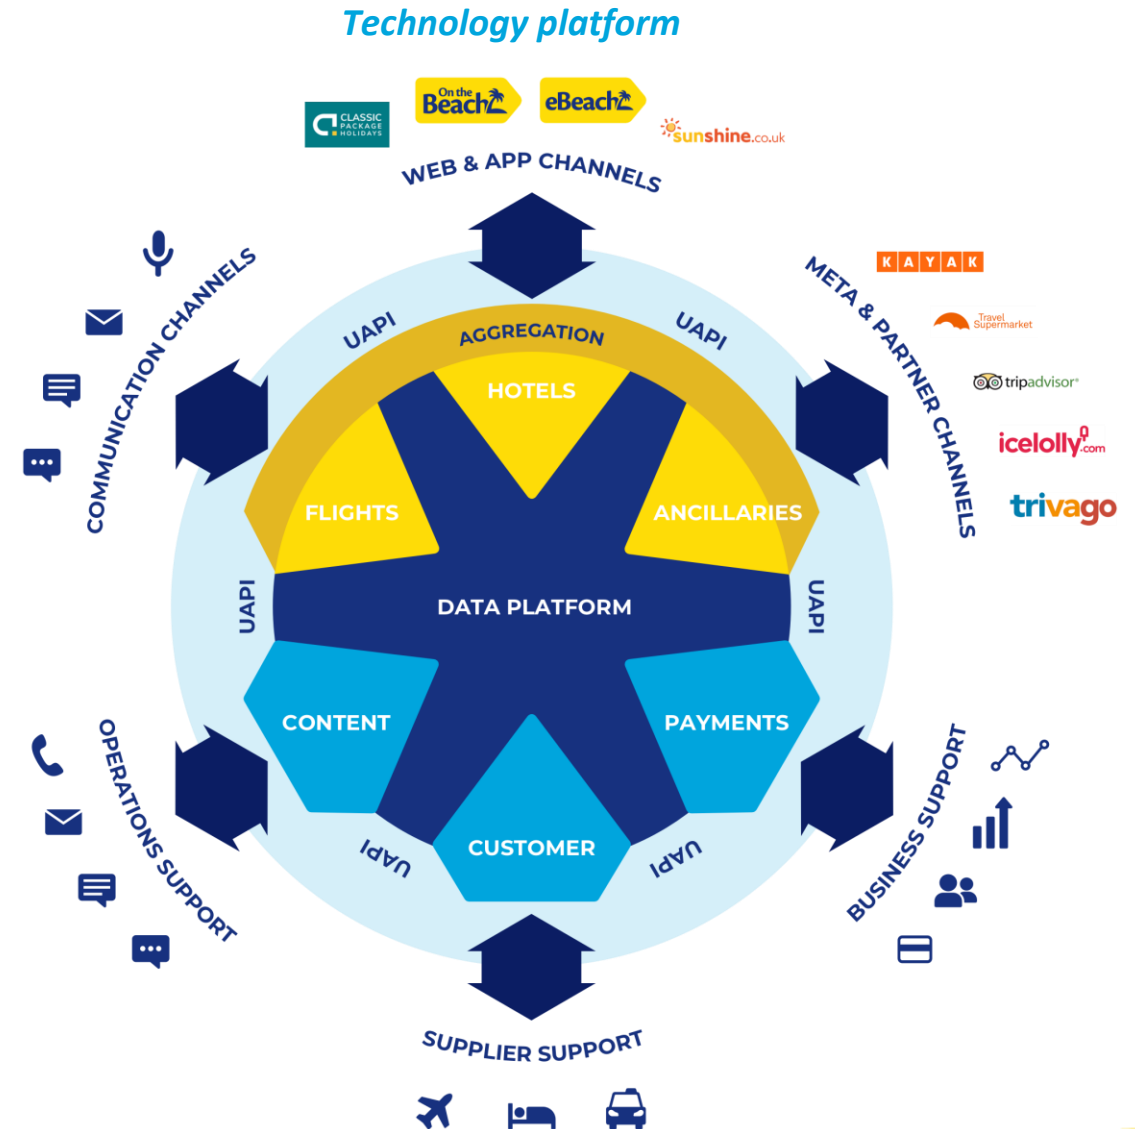 Technology platform
CLASSIC
PACKAGE
HOLIDAYS
On the
Beach
eBeach
sunshine.co.uk
WEB & APP CHANNELS
COMMUNICATION CHANNELS
META & PARTNER CHANNELS
KAYAK
Travel
Supermarket
tripadvisor
icelolly.com
trivago
UAPI
UAPI
AGGREGATION
HOTELS
FLIGHTS
ANCILLARIES
UAPI
DATA PLATFORM
UAPI
CONTENT
PAYMENTS
CUSTOMER
UAPI
UAPI
OPERATIONS SUPPORT
BUSINESS SUPPORT
SUPPLIER SUPPORT